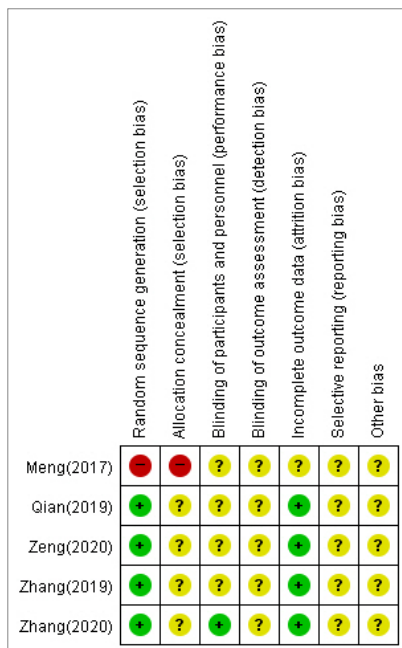 Random sequence generation (selection bias)
Allocation concealment (selection bias)
Blinding of participants and personnel (performance bias)
Blinding of outcome assessment (detection bias)
Incomplete outcome data (attrition bias)
Selective reporting (reporting bias)
Other bias
Meng(2017) − − ? ? ? ? ?
Qian(2019) + ? ? ? + ? ?
Zeng(2020) + ? ? ? + ? ?
Zhang(2019) + ? ? ? + ? ?
Zhang(2020) + ? + ? + ? ?